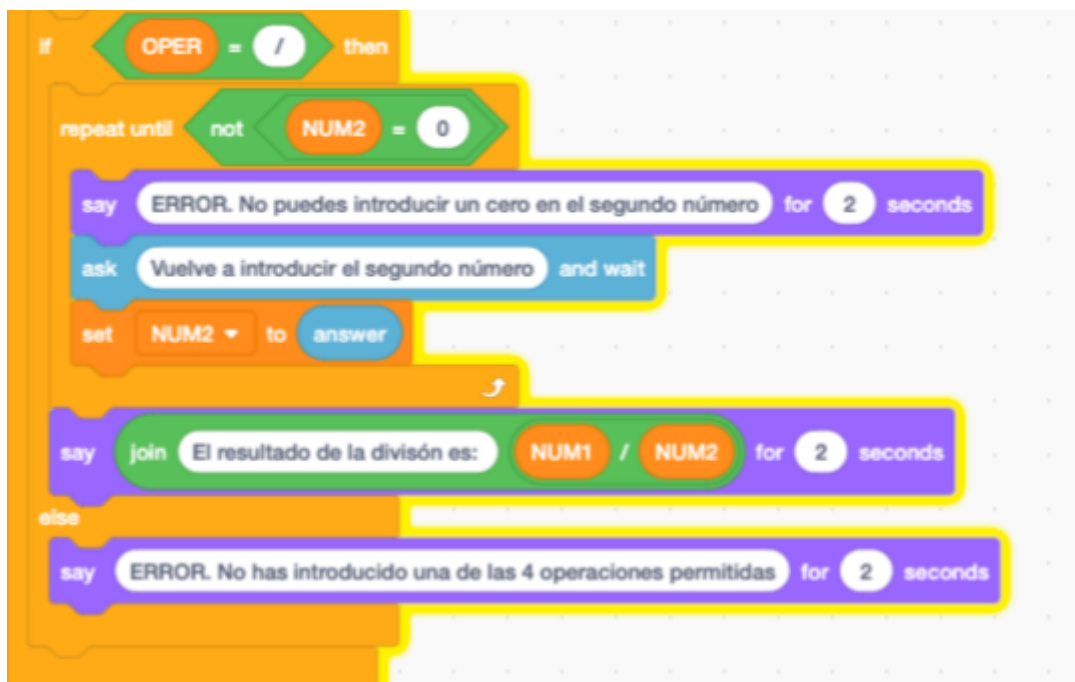 if OPER = / then
repeat until not NUM2 = 0
say ERROR. No puedes introducir un cero en el segundo número for 2 seconds
ask Vuelve a introducir el segundo número and wait
set NUM2 to answer
say join El resultado de la divisón es: NUM1 / NUM2 for 2 seconds
else
say ERROR. No has introducido una de las 4 operaciones permitidas for 2 seconds